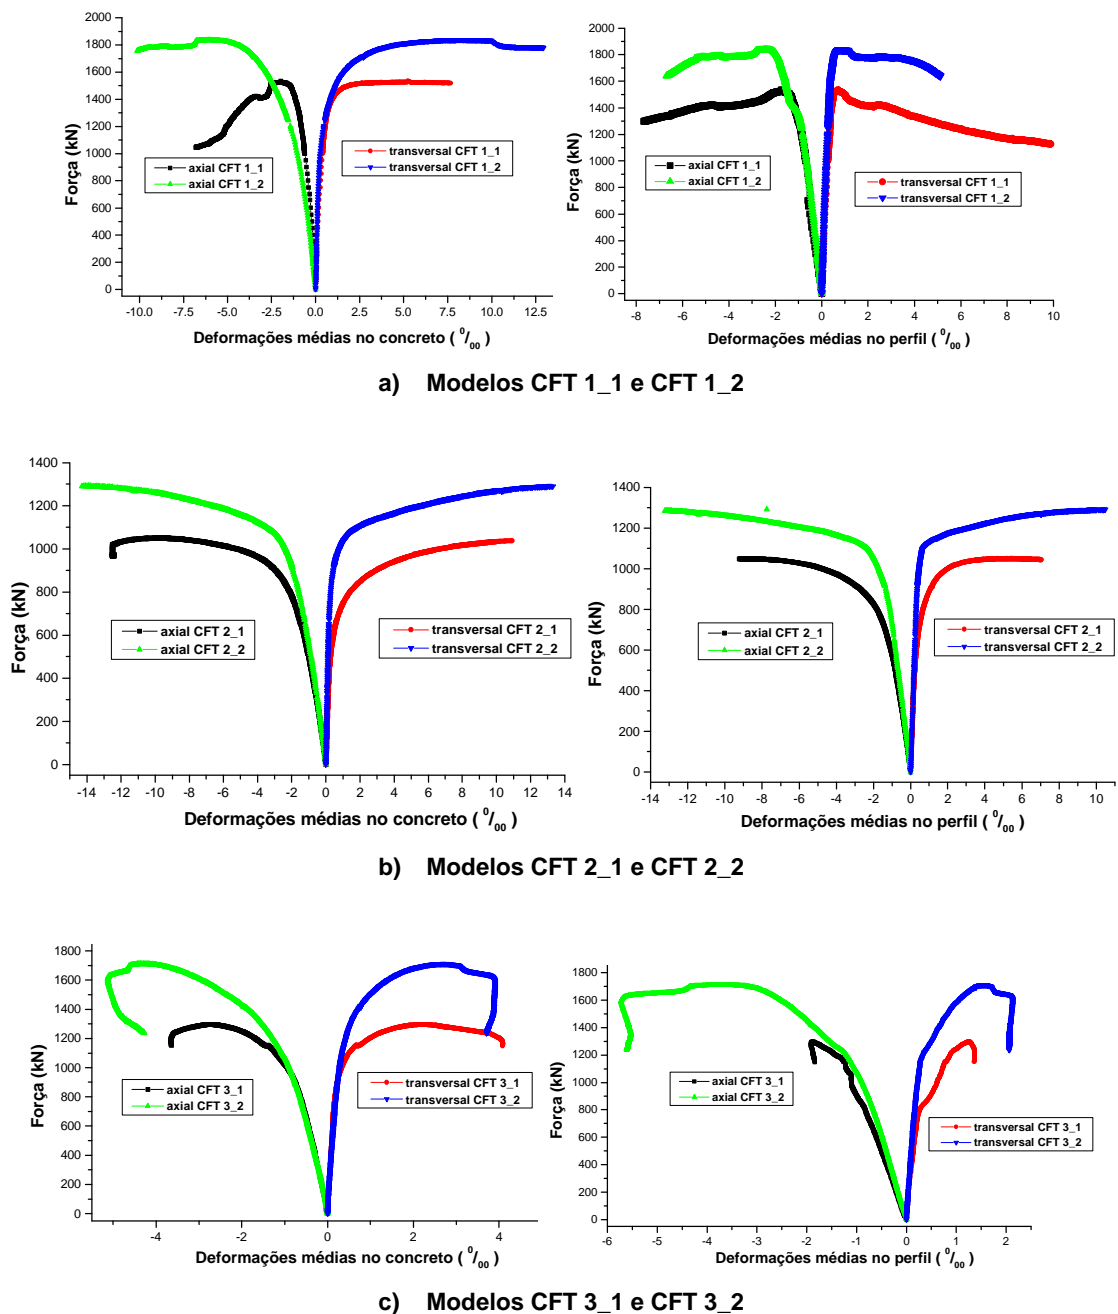 2000
1800
1600
1400
1200
1000
800
600
400
200
0
Força (kN)
axial CFT 1_1
axial CFT 1_2
transversal CFT 1_1
transversal CFT 1_2
-10.0 -7.5 -5.0 -2.5 0.0 2.5 5.0 7.5 10.0 12.5
Deformações médias no concreto ( 0/00 )
2000
1800
1600
1400
1200
1000
800
600
400
200
0
Força (kN)
axial CFT 1_1
axial CFT 1_2
transversal CFT 1_1
transversal CFT 1_2
-8 -6 -4 -2 0 2 4 6 8 10
Deformações médias no perfil ( 0/00 )
a) Modelos CFT 1_1 e CFT 1_2
1400
1200
1000
800
600
400
200
0
Força (kN)
axial CFT 2_1
axial CFT 2_2
transversal CFT 2_1
transversal CFT 2_2
-14 -12 -10 -8 -6 -4 -2 0 2 4 6 8 10 12 14
Deformações médias no concreto ( 0/00 )
1400
1200
1000
800
600
400
200
0
Força (kN)
axial CFT 2_1
axial CFT 2_2
transversal CFT 2_1
transversal CFT 2_2
-14 -12 -10 -8 -6 -4 -2 0 2 4 6 8 10
Deformações médias no perfil ( 0/00 )
b) Modelos CFT 2_1 e CFT 2_2
1800
1600
1400
1200
1000
800
600
400
200
0
Força (kN)
axial CFT 3_1
axial CFT 3_2
transversal CFT 3_1
transversal CFT 3_2
-4 -2 0 2 4
Deformações médias no concreto ( 0/00 )
1800
1600
1400
1200
1000
800
600
400
200
0
Força (kN)
axial CFT 3_1
axial CFT 3_2
transversal CFT 3_1
transversal CFT 3_2
-6 -5 -4 -3 -2 -1 0 1 2
Deformações médias no perfil ( 0/00 )
c) Modelos CFT 3_1 e CFT 3_2